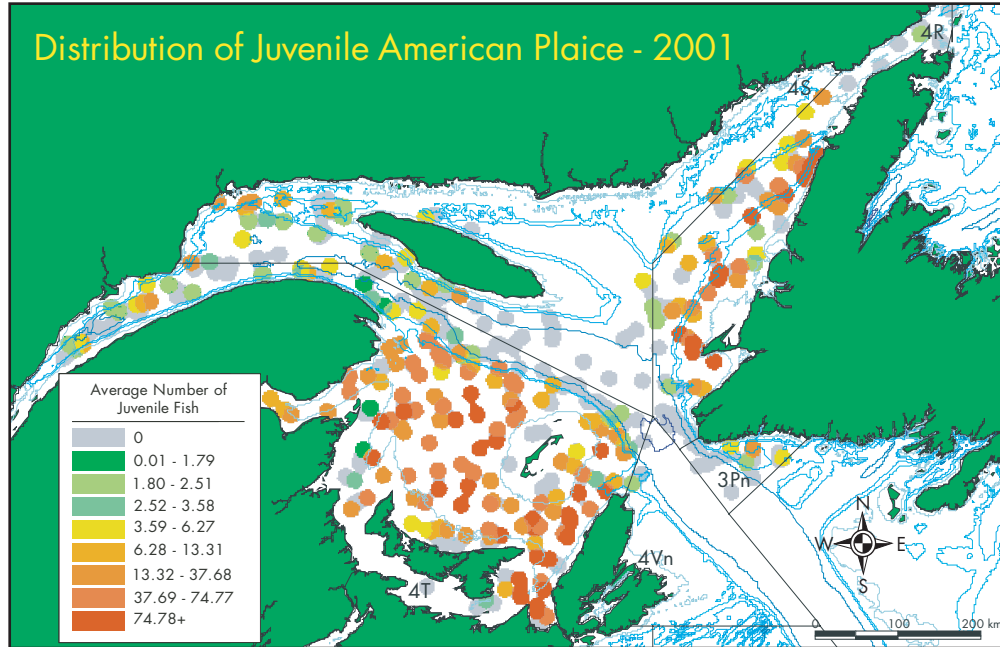 Distribution of Juvenile American Plaice - 2001
4R
4S
Average Number of
Juvenile Fish
0
0.01 - 1.79
1.80 - 2.51
2.52 - 3.58
3.59 - 6.27
6.28 - 13.31
13.32 - 37.68
37.69 - 74.77
74.78+
3Pn
N
W E
S
4Vn
4T
0 100 200 km